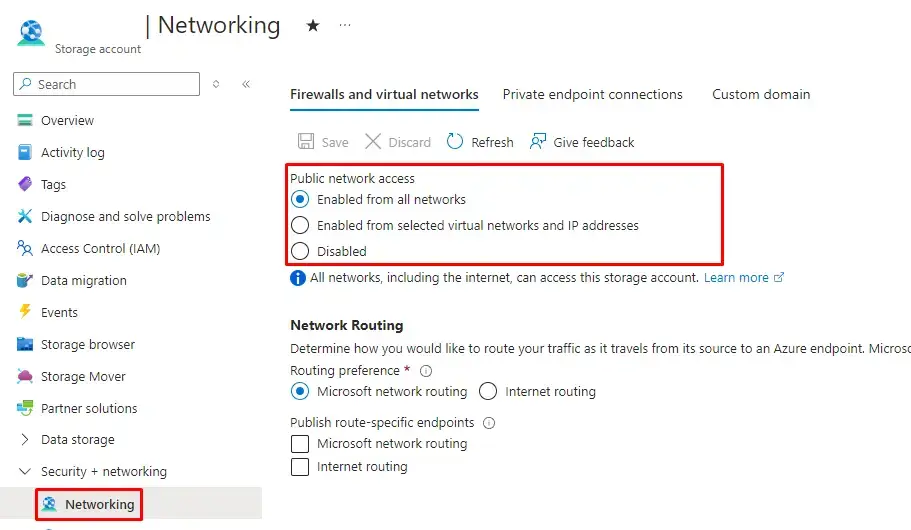 | Networking
Storage account
Search
Overview
Activity log
Tags
Diagnose and solve problems
Access Control (IAM)
Data migration
Events
Storage browser
Storage Mover
Partner solutions
Data storage
Security + networking
Networking
Firewalls and virtual networks Private endpoint connections Custom domain
Save Discard Refresh Give feedback
Public network access
Enabled from all networks
Enabled from selected virtual networks and IP addresses
Disabled
All networks, including the internet, can access this storage account. Learn more
Network Routing
Determine how you would like to route your traffic as it travels from its source to an Azure endpoint. Microso
Routing preference *
Microsoft network routing Internet routing
Publish route-specific endpoints
Microsoft network routing
Internet routing